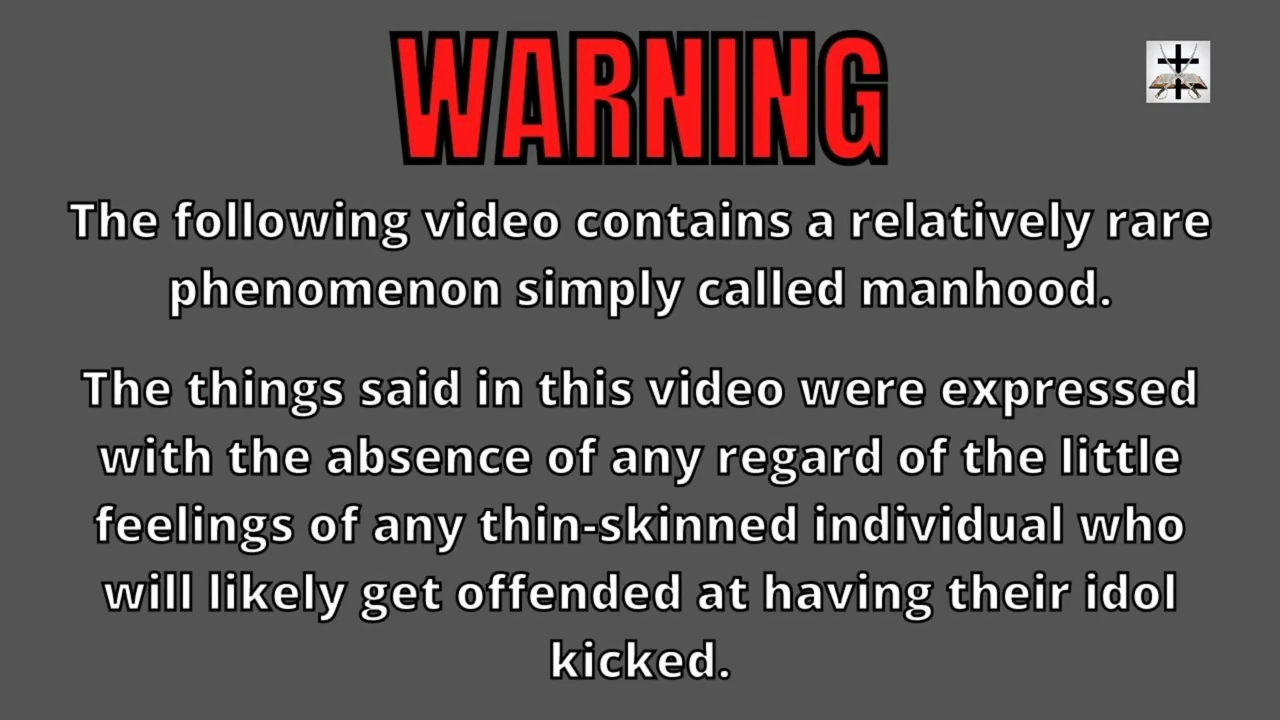 WARNING
The following video contains a relatively rare
phenomenon simply called manhood.
The things said in this video were expressed
with the absence of any regard of the little
feelings of any thin-skinned individual who
will likely get offended at having their idol
kicked.